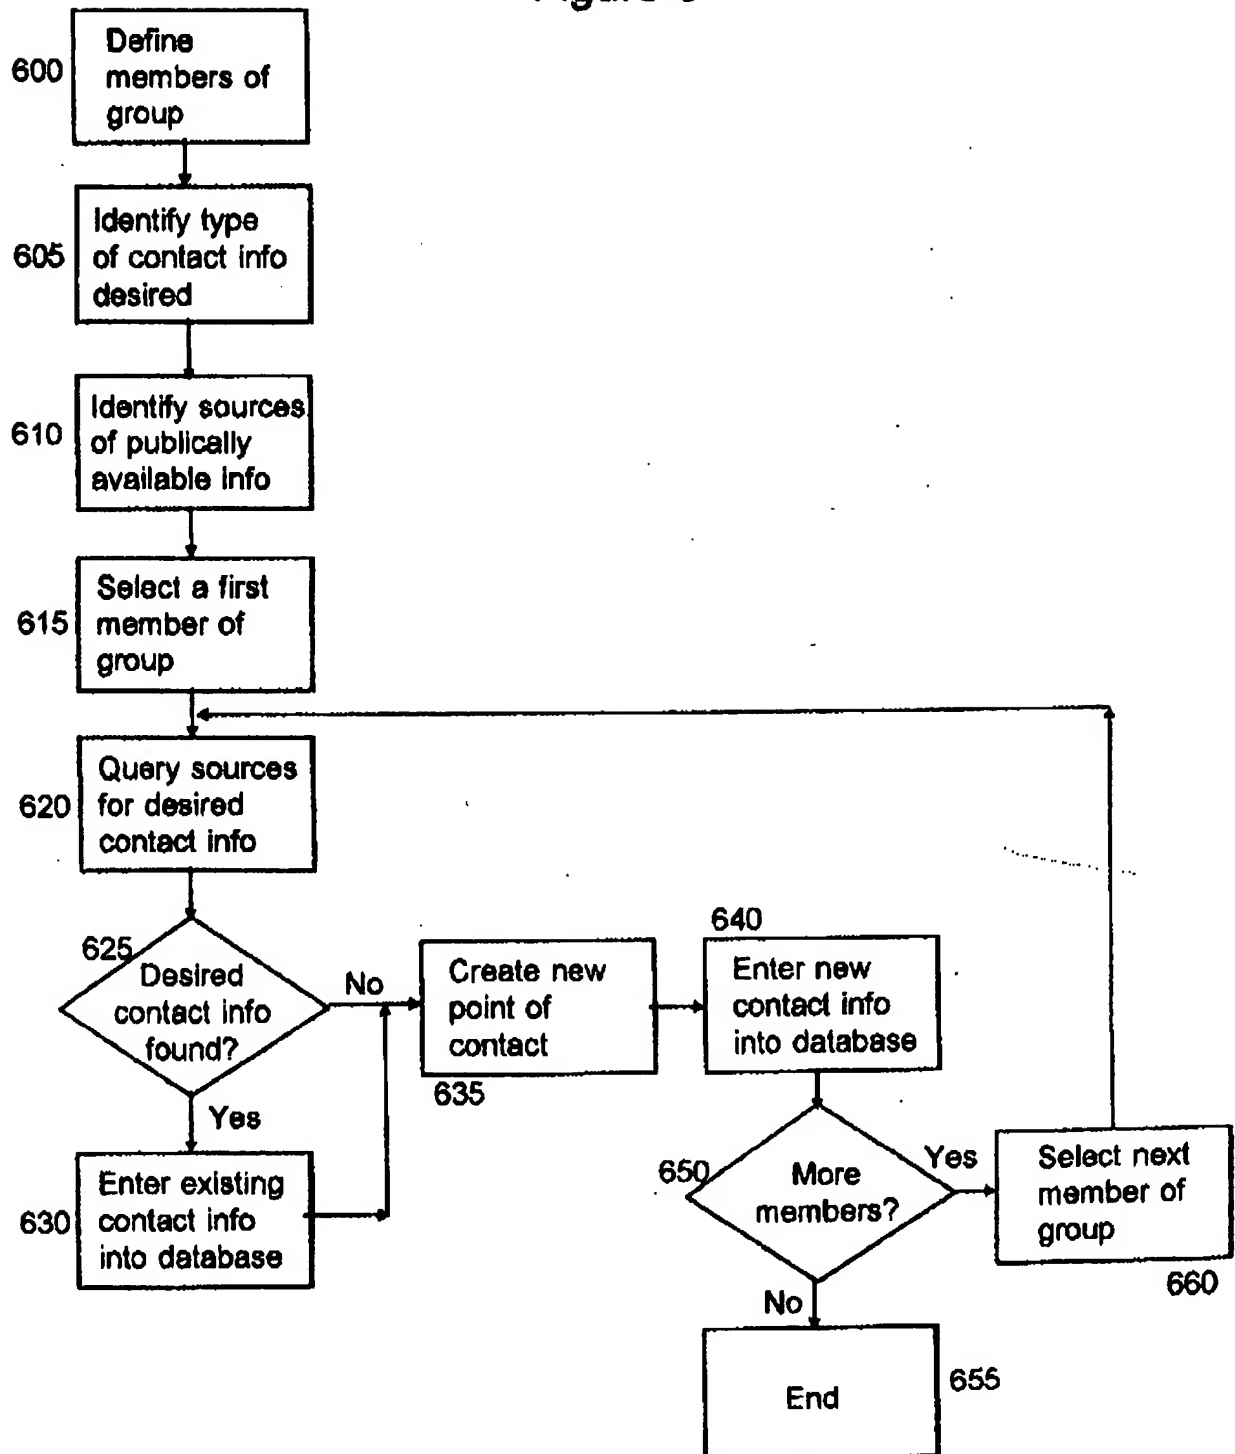 600
Define
members of
group
605
Identify type
of contact info
desired
610
Identify sources
of publically
available info
615
Select a first
member of
group
620
Query sources
for desired
contact info
625
Desired
contact info
found?
No
Yes
630
Enter existing
contact info
into database
Create new
point of
contact
635
640
Enter new
contact info
into database
650
More
members?
Yes
No
Select next
member of
group
660
End
655